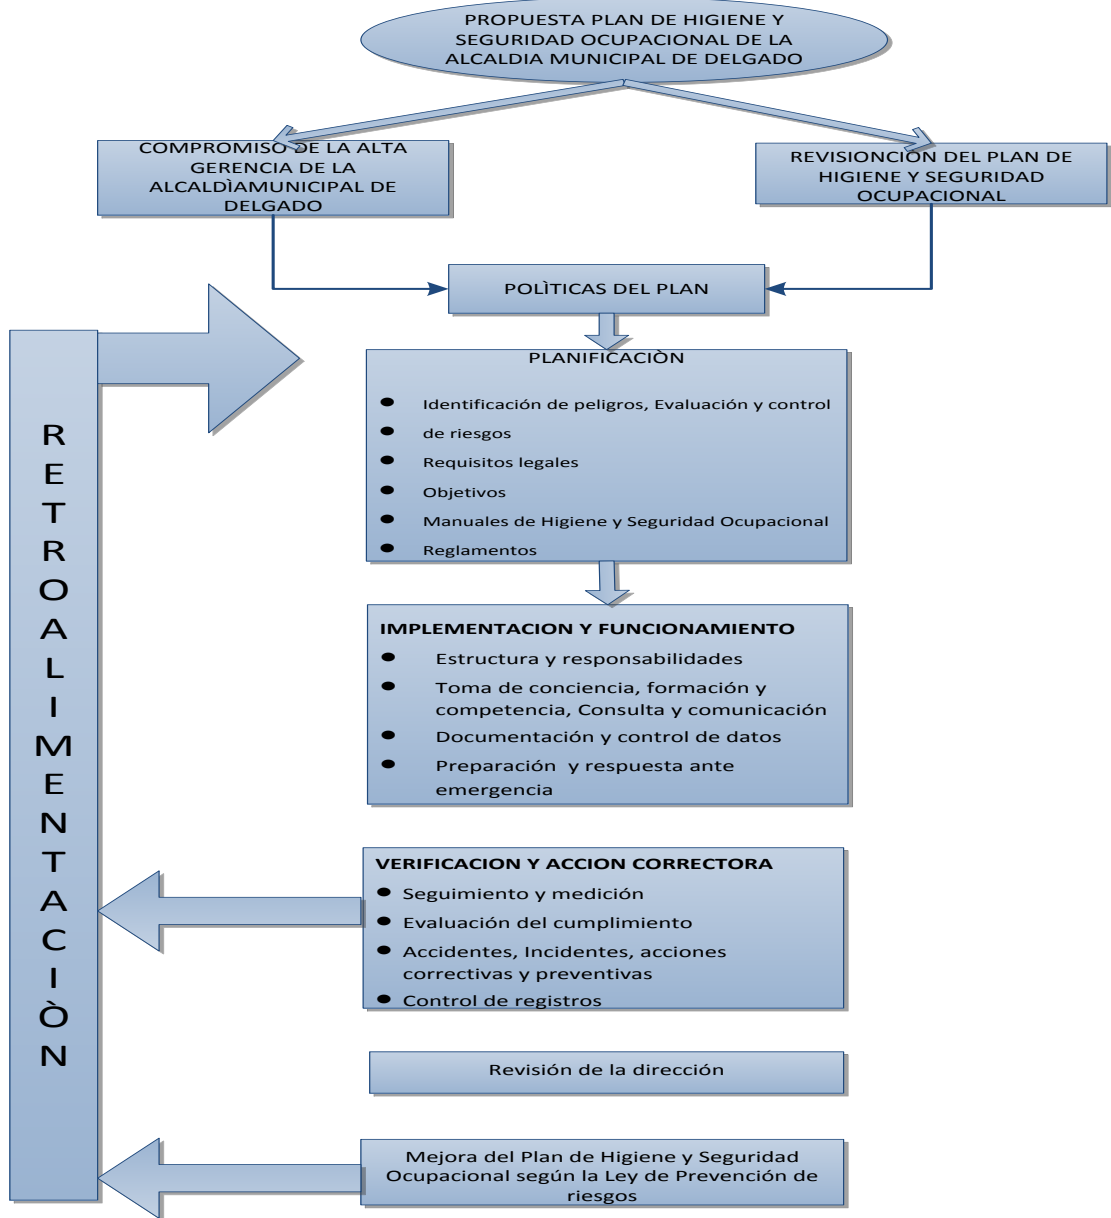 PROPUESTA PLAN DE HIGIENE Y
SEGURIDAD OCUPACIONAL DE LA
ALCALDIA MUNICIPAL DE DELGADO
COMPROMISO DE LA ALTA
GERENCIA DE LA
ALCALDÌAMUNICIPAL DE
DELGADO
REVISIONCIÓN DEL PLAN DE
HIGIENE Y SEGURIDAD
OCUPACIONAL
POLÌTICAS DEL PLAN
PLANIFICACIÒN
● Identificación de peligros, Evaluación y control
● de riesgos
● Requisitos legales
● Objetivos
● Manuales de Higiene y Seguridad Ocupacional
● Reglamentos
IMPLEMENTACION Y FUNCIONAMIENTO
● Estructura y responsabilidades
● Toma de conciencia, formación y
competencia, Consulta y comunicación
● Documentación y control de datos
● Preparación y respuesta ante
emergencia
VERIFICACION Y ACCION CORRECTORA
● Seguimiento y medición
● Evaluación del cumplimiento
● Accidentes, Incidentes, acciones
correctivas y preventivas
● Control de registros
Revisión de la dirección
Mejora del Plan de Higiene y Seguridad
Ocupacional según la Ley de Prevención de
riesgos
RETROALIMENTACIÒN